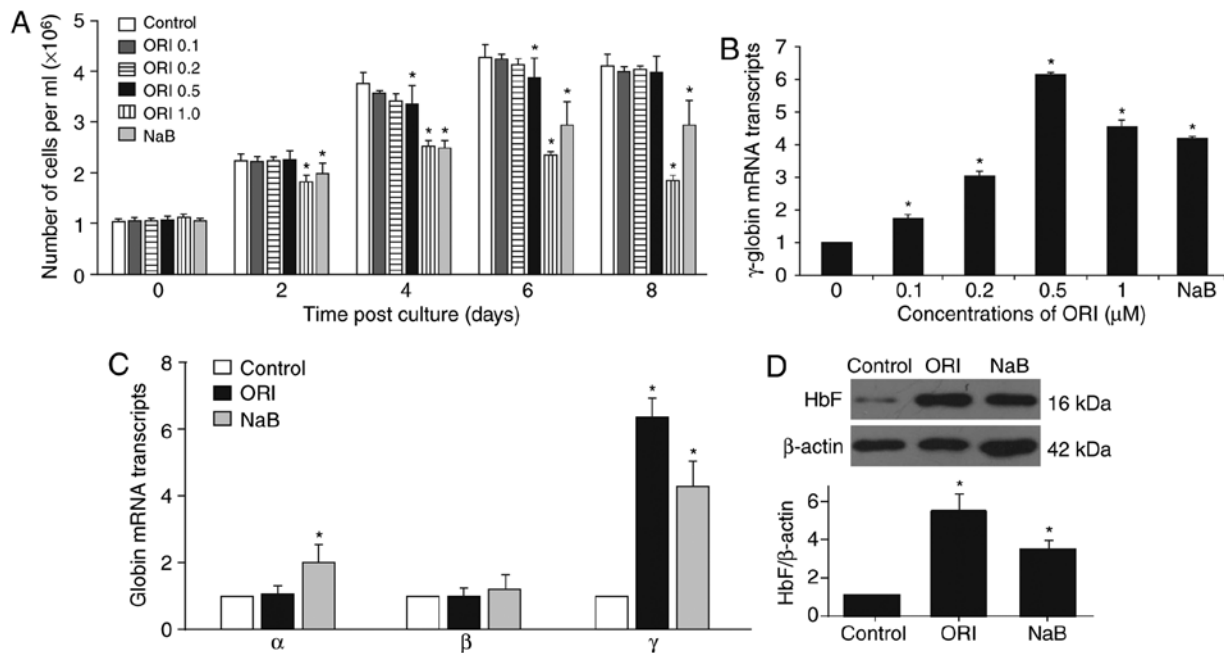 A
Number of cells per ml (×10⁶)
5
4
3
2
1
0
Control
ORI 0.1
ORI 0.2
ORI 0.5
ORI 1.0
NaB
* * * * * * * * * *
0 2 4 6 8
Time post culture (days)
B
γ-globin mRNA transcripts
7
6
5
4
3
2
1
0
* * * * *
0 0.1 0.2 0.5 1 NaB
Concentrations of ORI (μM)
C
Globin mRNA transcripts
8
6
4
2
0
Control
ORI
NaB
* * *
α β γ
D
Control ORI NaB
HbF 16 kDa
β-actin 42 kDa
HbF/β-actin
6
4
2
0
* *
Control ORI NaB